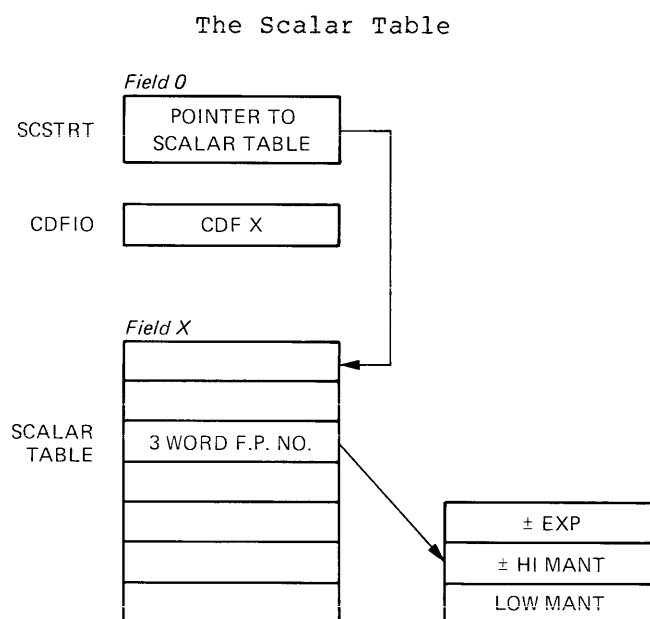 The Scalar Table
Field 0
SCSTRT
POINTER TO
SCALAR TABLE
CDFIO
CDF X
Field X
SCALAR
TABLE
3 WORD F.P. NO.
± EXP
± HI MANT
LOW MANT